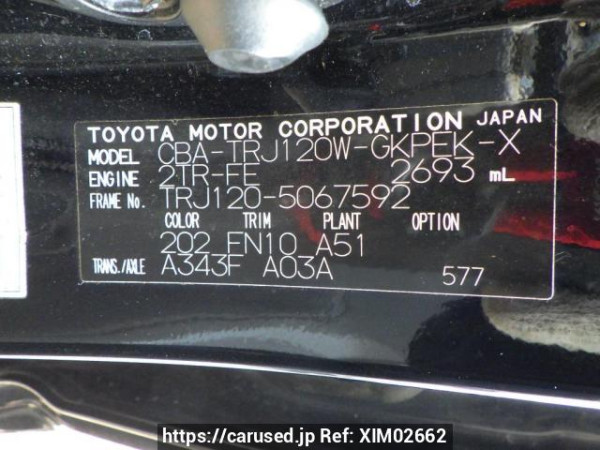 TOYOTA MOTOR CORPORATION JAPAN
MODEL CBA-TRJ120W-GKPEK-X
ENGINE 2TR-FE 2693 mL
FRAME No. TRJ120-5067592
COLOR TRIM PLANT OPTION
202 FN10 A51
TRANS./AXLE A343F A03A 577
https://carused.jp Ref: XIM02662